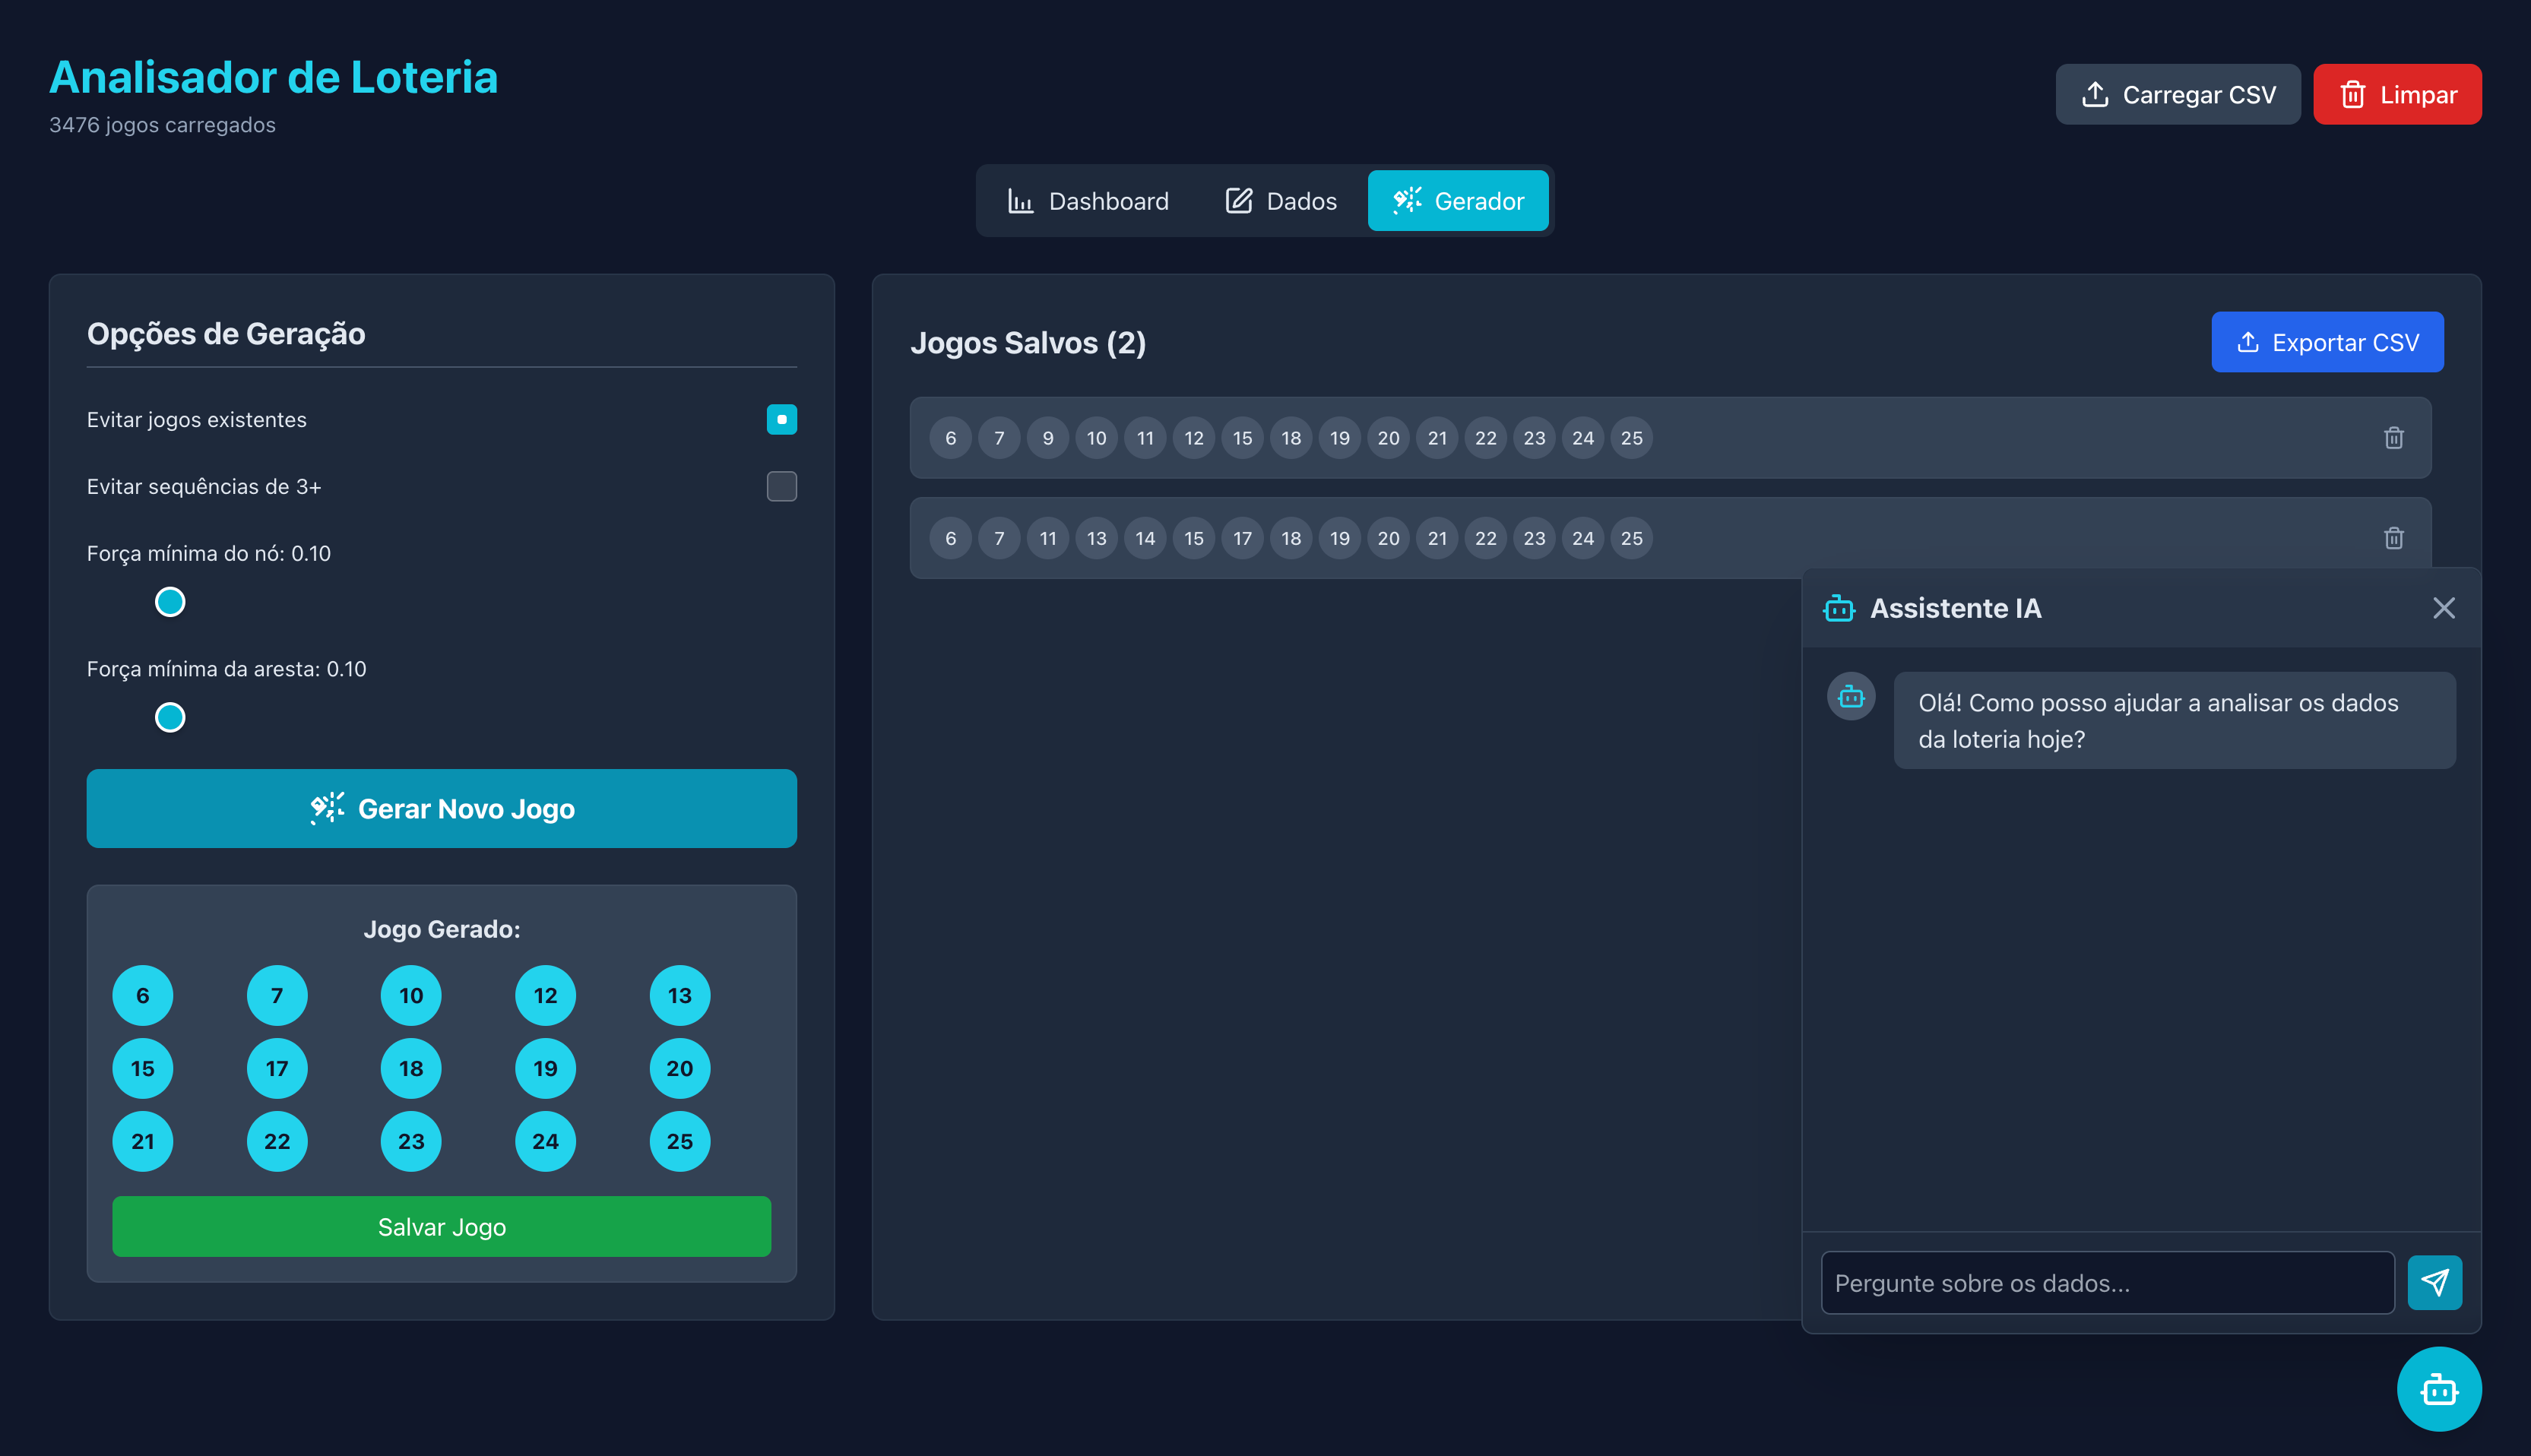 Analisador de Loteria
3476 jogos carregados
Carregar CSV
Limpar
Dashboard
Dados
Gerador
Opções de Geração
Evitar jogos existentes
Evitar sequências de 3+
Força mínima do nó: 0.10
Força mínima da aresta: 0.10
Gerar Novo Jogo
Jogo Gerado:
6 7 10 12 13
15 17 18 19 20
21 22 23 24 25
Salvar Jogo
Jogos Salvos (2)
Exportar CSV
6 7 9 10 11 12 15 18 19 20 21 22 23 24 25
6 7 11 13 14 15 17 18 19 20 21 22 23 24 25
Assistente IA
Olá! Como posso ajudar a analisar os dados
da loteria hoje?
Pergunte sobre os dados...